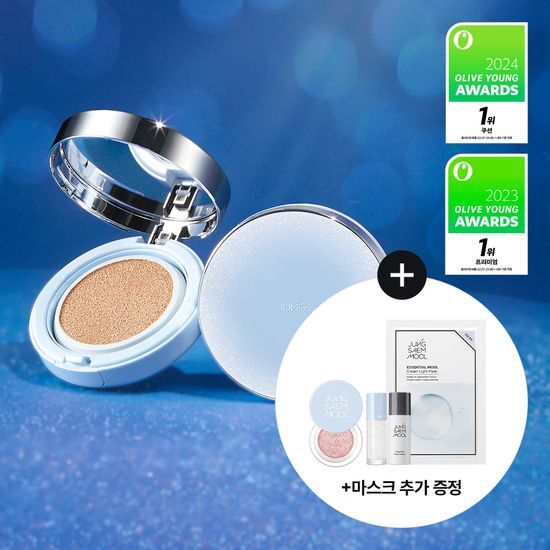 2024
OLIVE YOUNG
AWARDS
1위
쿠션
2023
OLIVE YOUNG
AWARDS
1위
프리미엄
JUNG SAEM
JUNG
SAEM
MOOL
ESSENTIAL MOOL
Cream Light Mask
JUNG
SAEM
MOOL
JUNG
SAEM
MOOL
+마스크 추가 증정